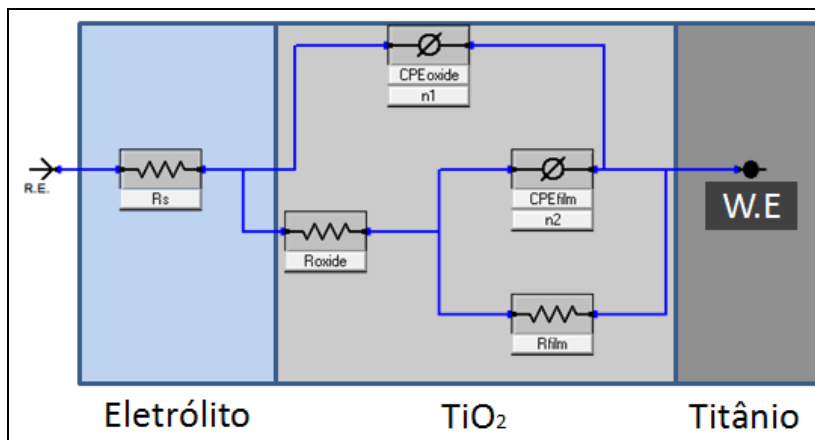 CPEoxide
n1
R.E.
Rs
CPEfilm
n2
W.E
Roxide
Rfilm
Eletrólito
TiO₂
Titânio